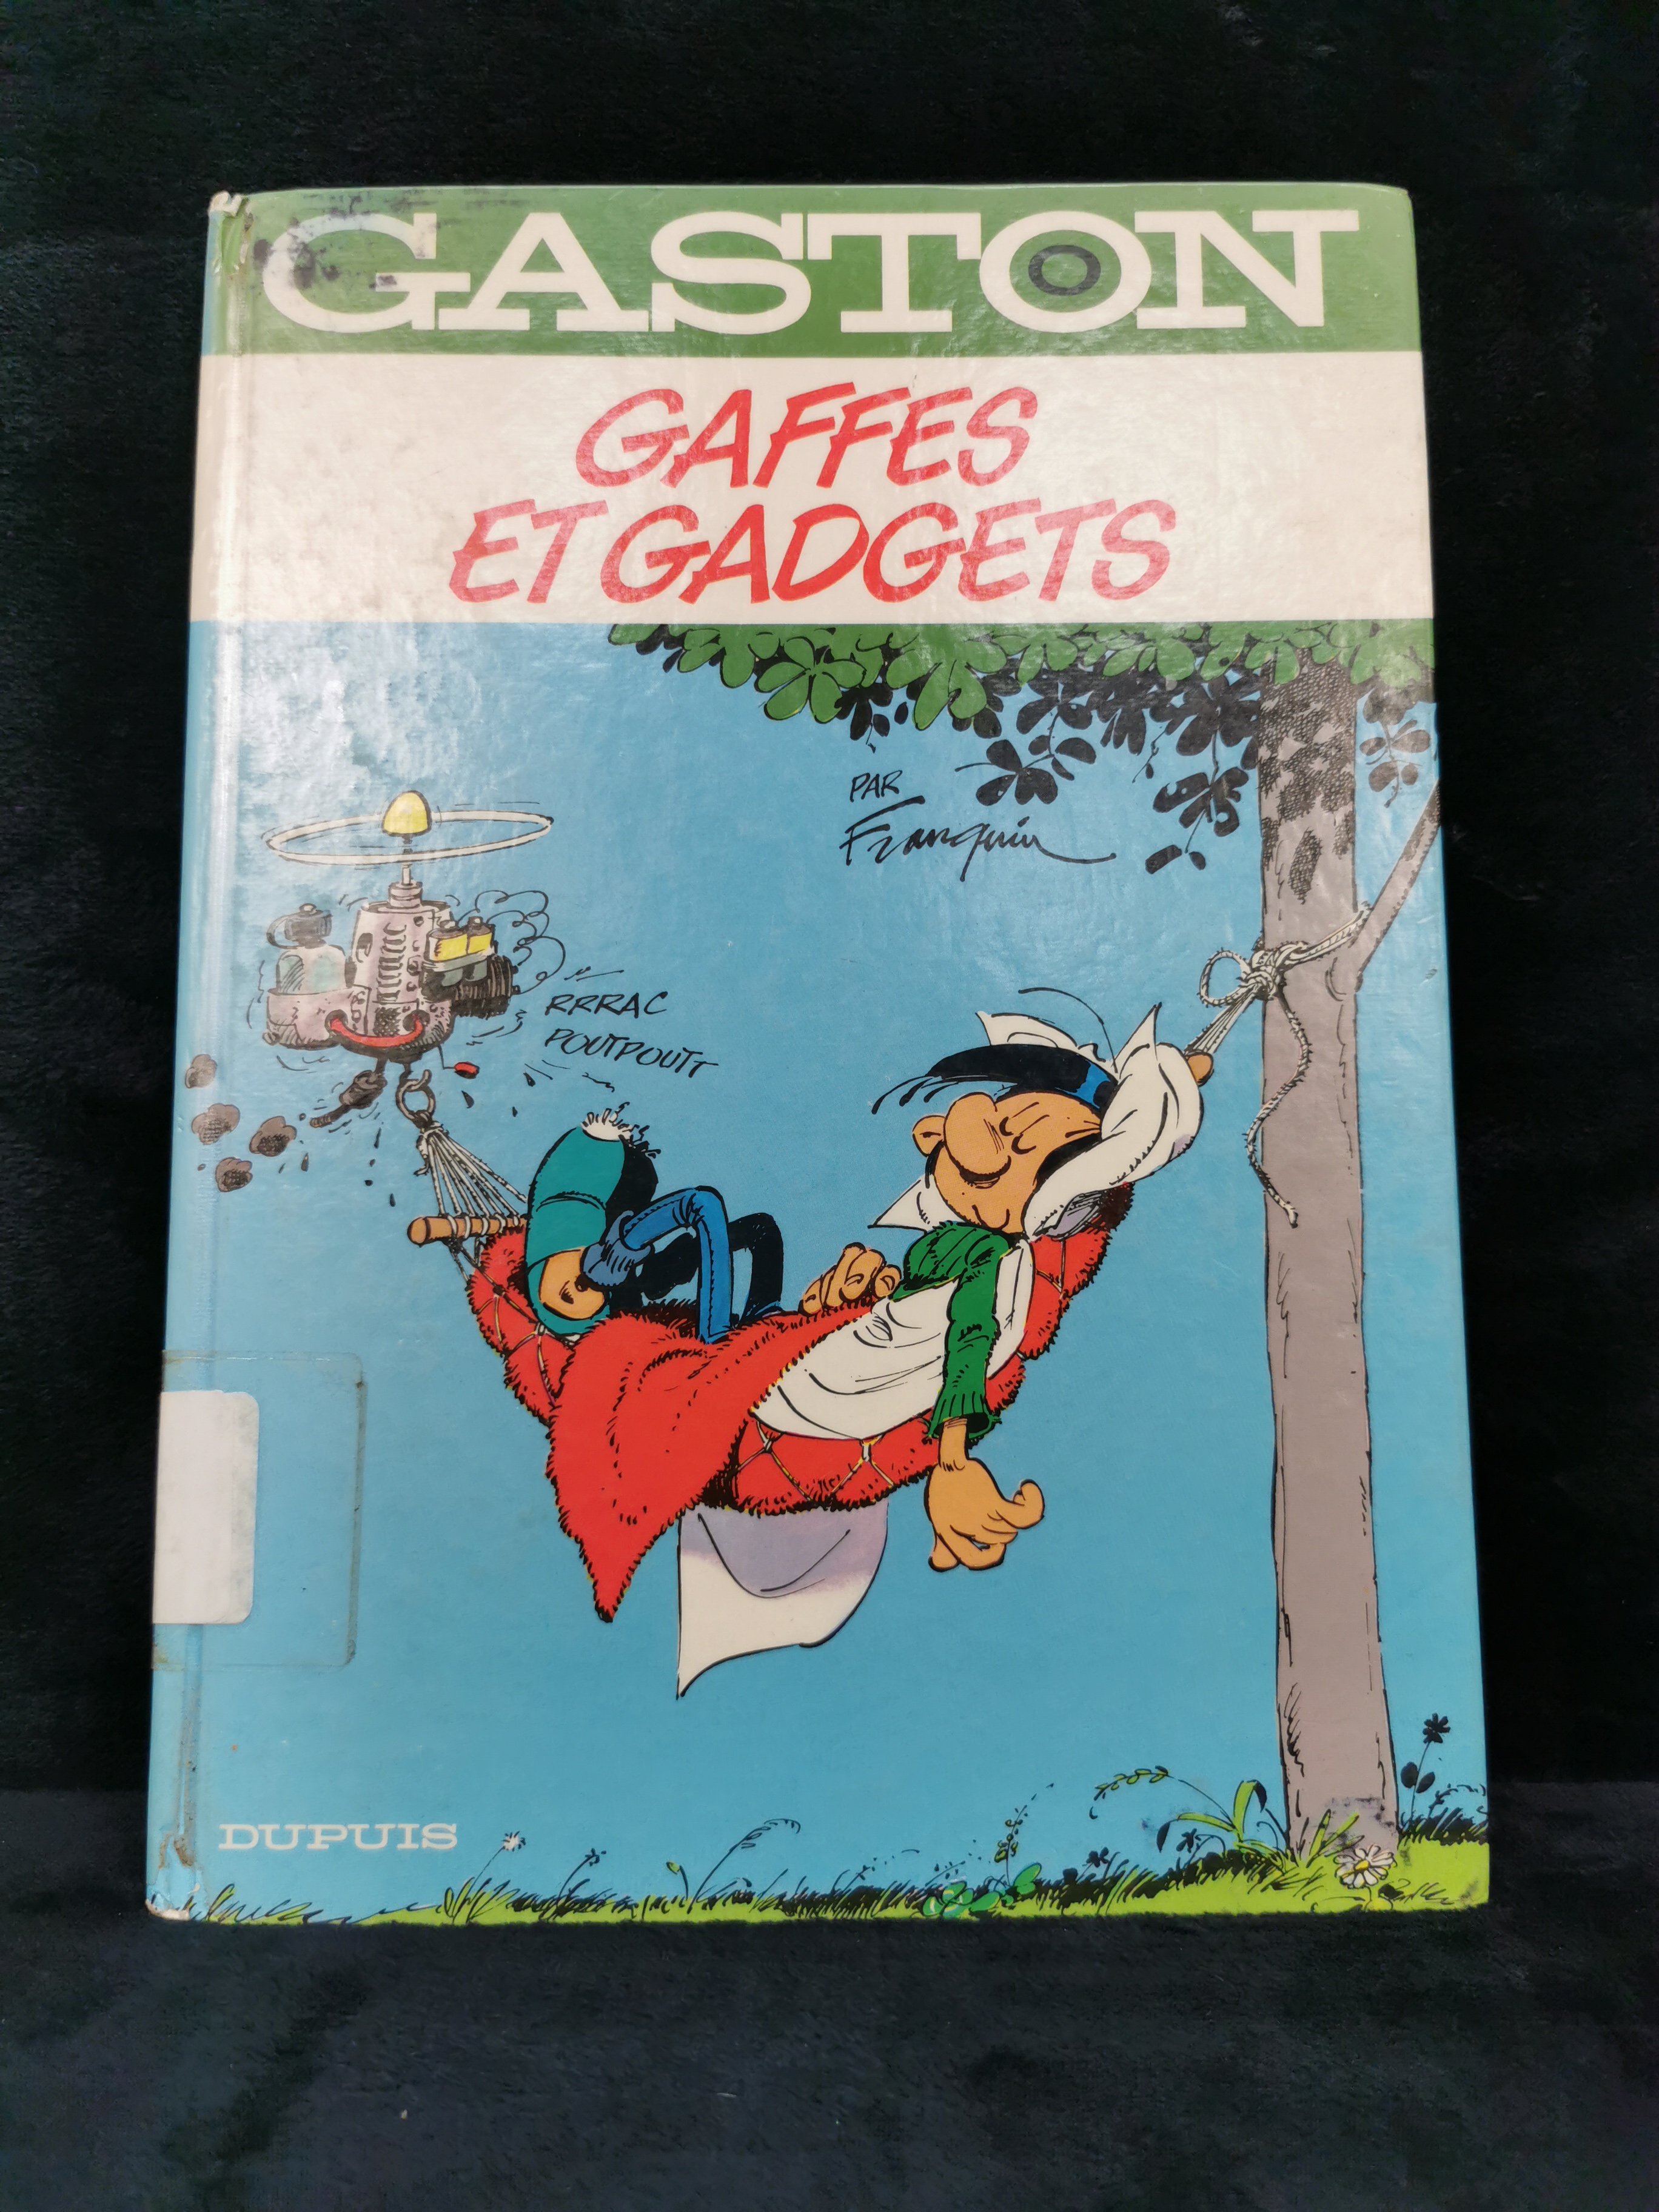 GASTON
GAFFES
ET GADGETS
PAR
Franquin
RRRAC
POUTPOUTT
DUPUIS